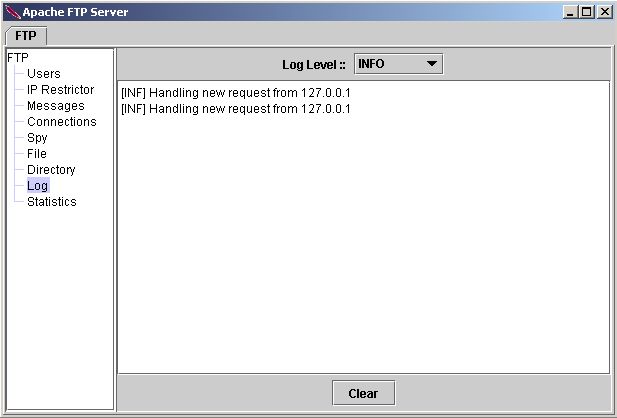 Apache FTP Server
FTP
FTP
Users
IP Restrictor
Messages
Connections
Spy
File
Directory
Log
Statistics
Log Level :: INFO
[INF] Handling new request from 127.0.0.1
[INF] Handling new request from 127.0.0.1
Clear